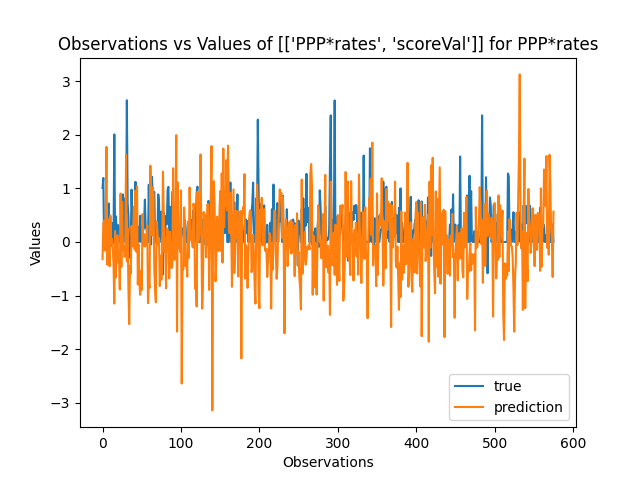 Observations vs Values of [['PPP*rates', 'scoreVal']] for PPP*rates
3
2
1
0
−1
−2
−3
Values
0
100
200
300
400
500
600
Observations
true
prediction